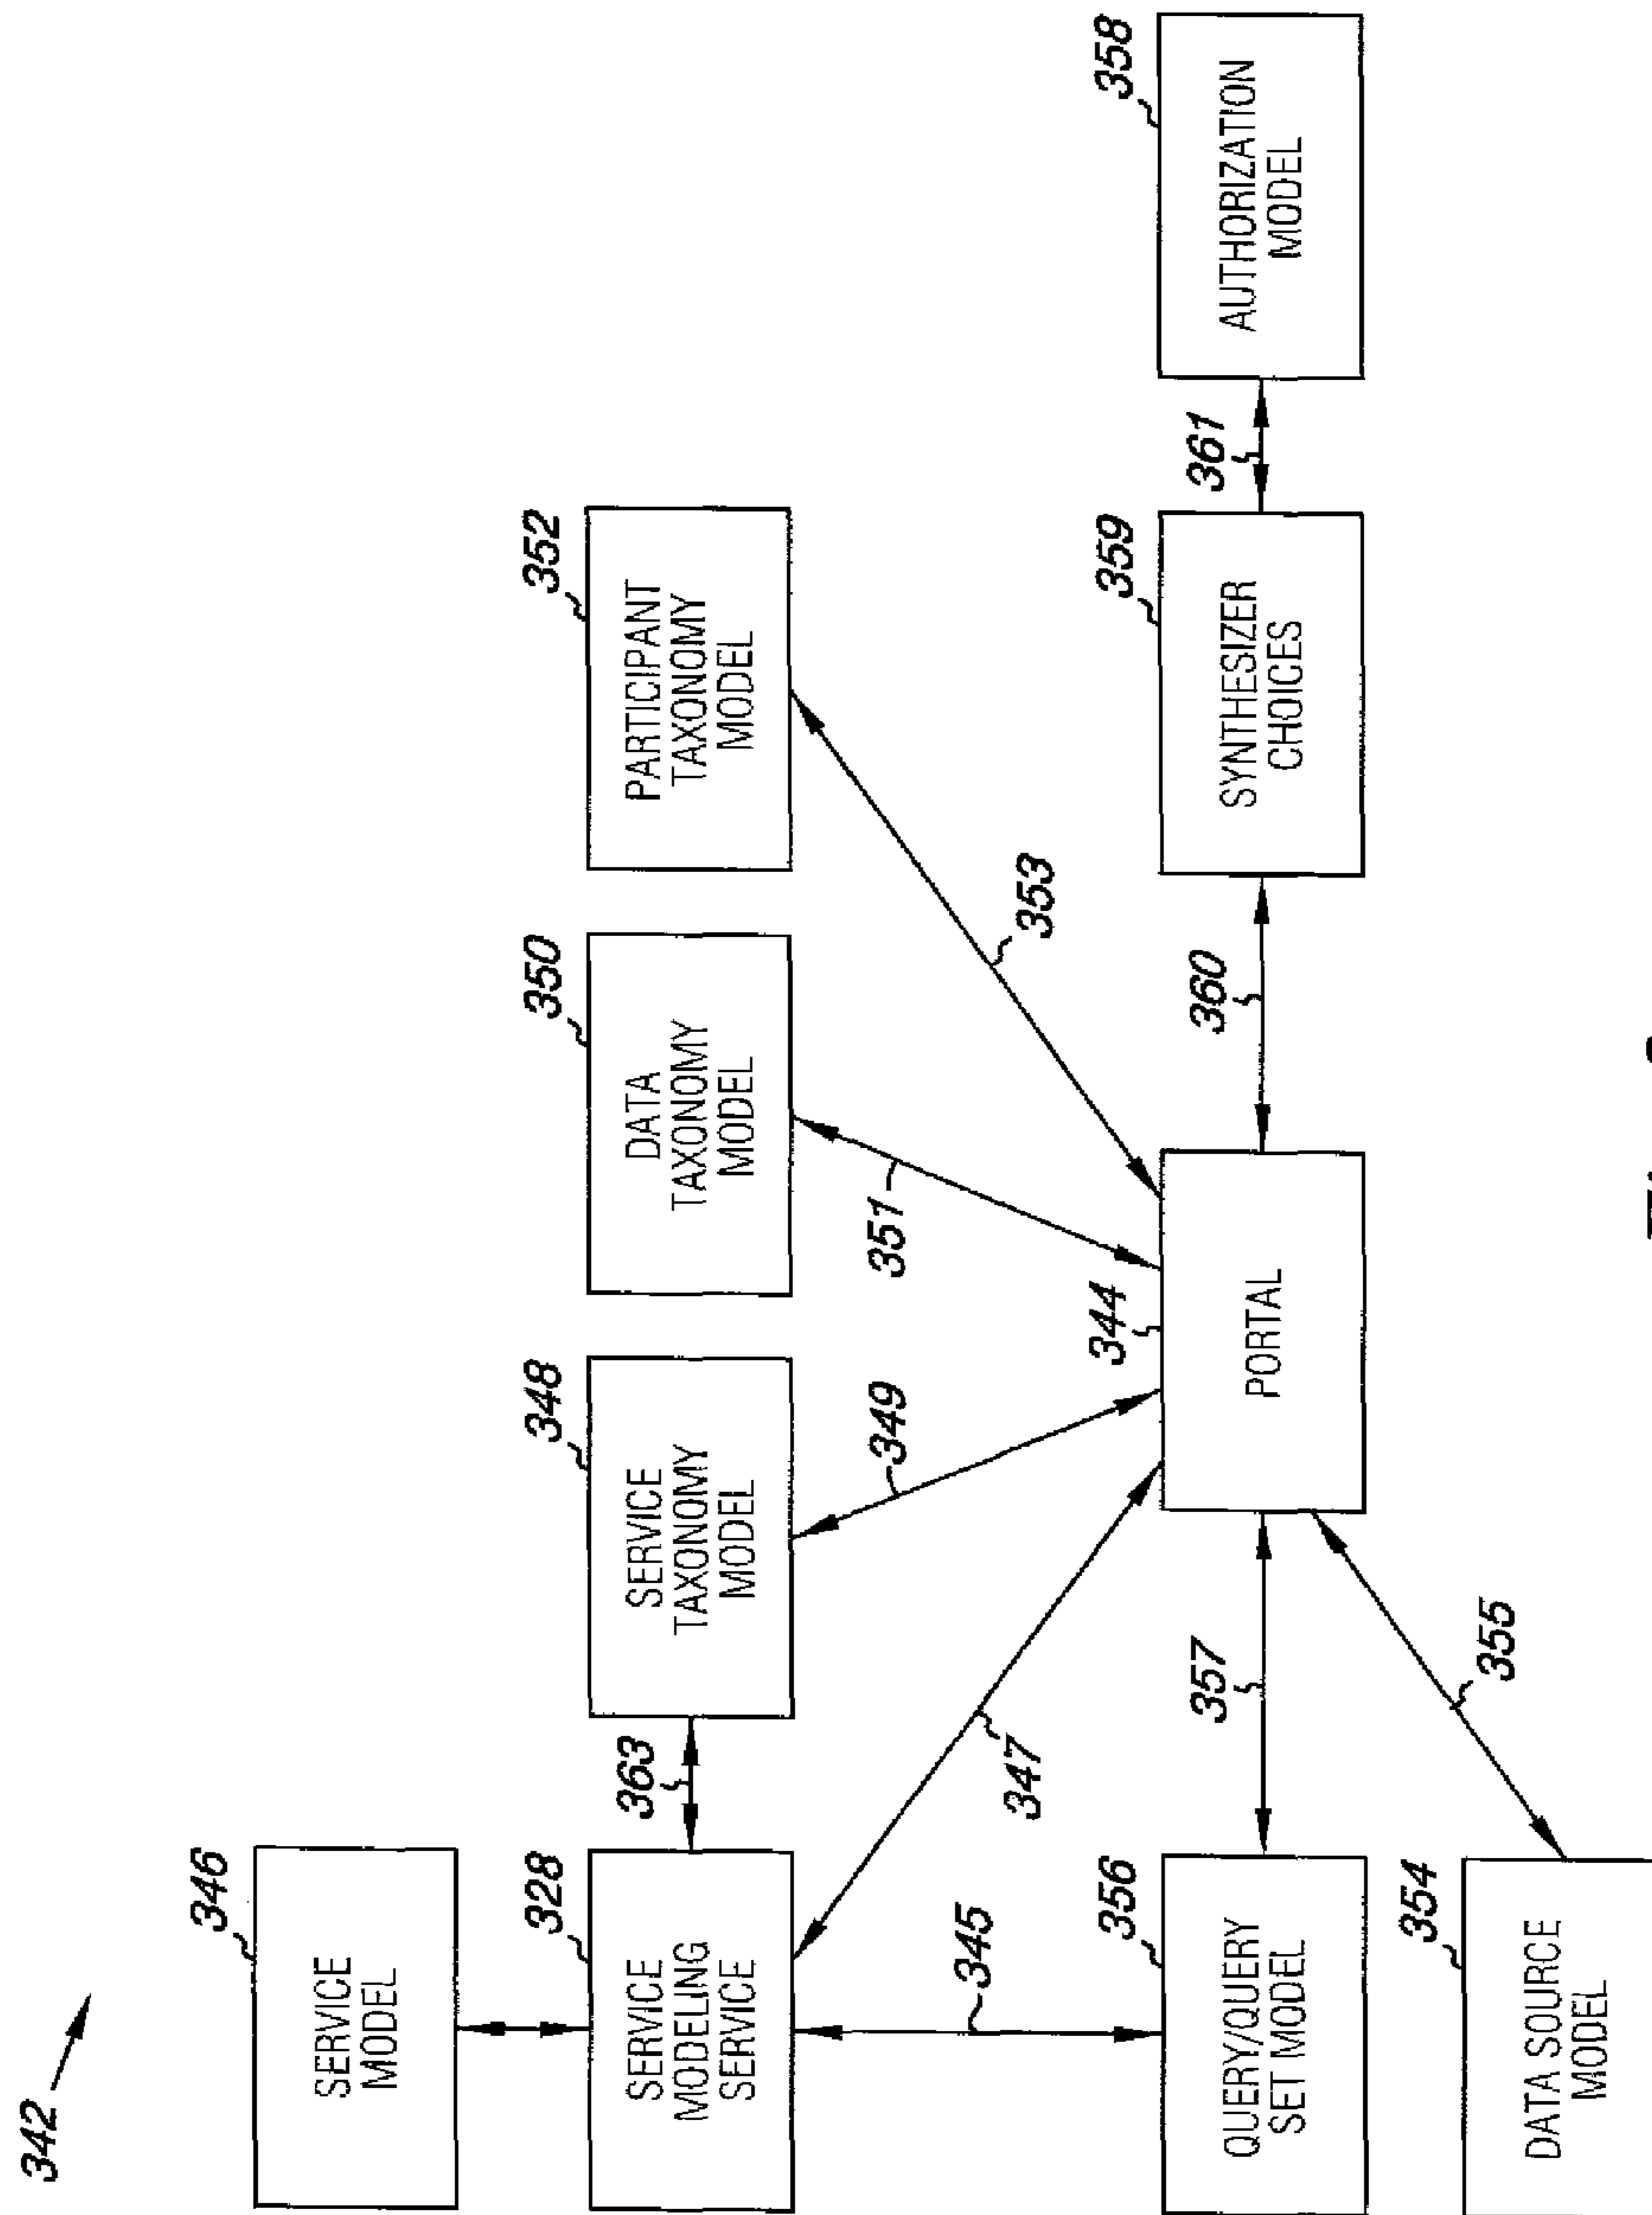 342
346
SERVICE
MODEL
328
SERVICE
MODELING
SERVICE
363
348
SERVICE
TAXONOMY
MODEL
350
DATA
TAXONOMY
MODEL
352
PARTICIPANT
TAXONOMY
MODEL
345
347
349
351
353
356
QUERY/QUERY
SET MODEL
357
344
PORTAL
360
359
SYNTHESIZER
CHOICES
361
358
AUTHORIZATION
MODEL
354
DATA SOURCE
MODEL
355